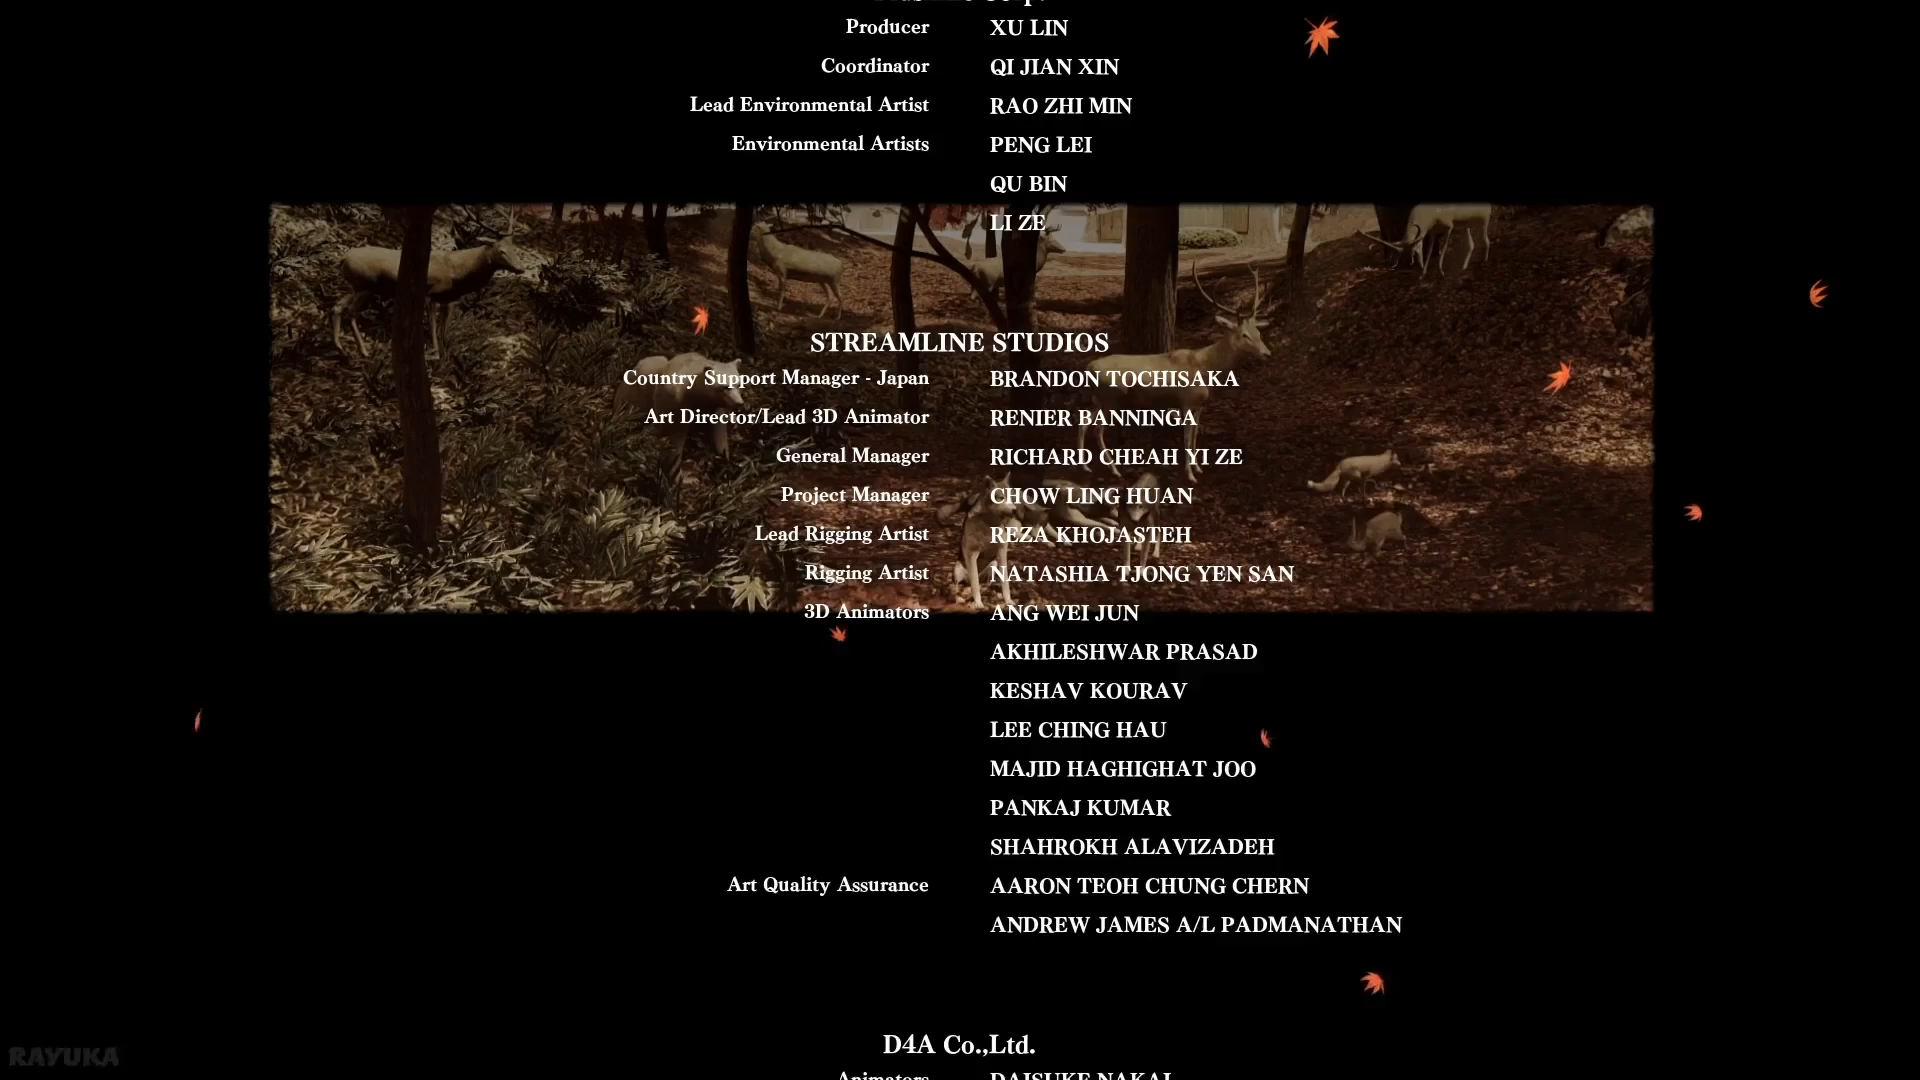 Producer XU LIN
Coordinator QI JIAN XIN
Lead Environmental Artist RAO ZHI MIN
Environmental Artists PENG LEI
QU BIN
LI ZE
STREAMLINE STUDIOS
Country Support Manager - Japan BRANDON TOCHISAKA
Art Director/Lead 3D Animator RENIER BANNINGA
General Manager RICHARD CHEAH YI ZE
Project Manager CHOW LING HUAN
Lead Rigging Artist REZA KHOJASTEH
Rigging Artist NATASHIA TJONG YEN SAN
3D Animators ANG WEI JUN
AKHILESHWAR PRASAD
KESHAV KOURAV
LEE CHING HAU
MAJID HAGHIGHAT JOO
PANKAJ KUMAR
SHAHROKH ALAVIZADEH
Art Quality Assurance AARON TEOH CHUNG CHERN
ANDREW JAMES A/L PADMANATHAN
D4A Co.,Ltd.
Animators DAISUKE NAKAI
RAYUKA